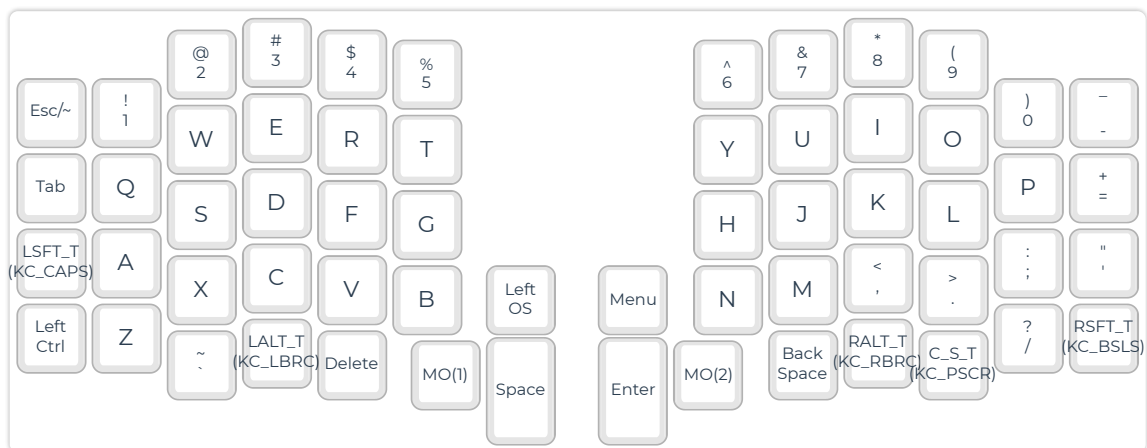 Esc/~
!
1
@
2
#
3
$
4
%
5
^
6
&
7
*
8
(
9
)
0
_
-
Tab
Q
W
E
R
T
Y
U
I
O
P
+
=
LSFT_T
(KC_CAPS)
A
S
D
F
G
H
J
K
L
:
;
"
'
Left
Ctrl
Z
X
C
V
B
Left
OS
Menu
N
M
<
,
>
.
?
/
RSFT_T
(KC_BSLS)
~
`
LALT_T
(KC_LBRC)
Delete
MO(1)
Space
Enter
MO(2)
Back
Space
RALT_T
(KC_RBRC)
C_S_T
(KC_PSCR)